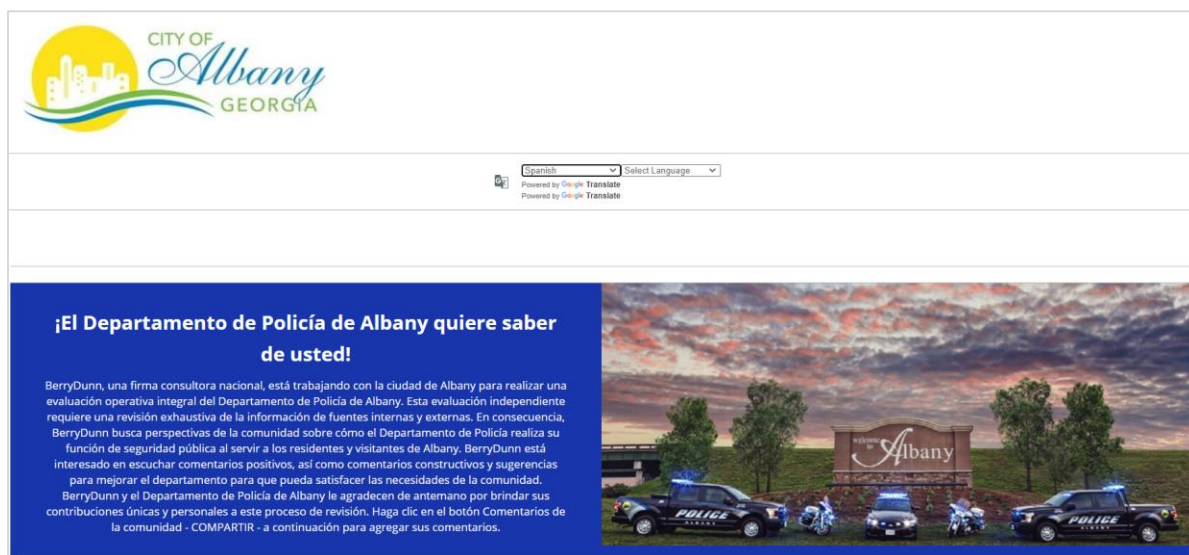 CITY OF
Albany
GEORGIA
Spanish Select Language
Powered by Google Translate
Powered by Google Translate
¡El Departamento de Policía de Albany quiere saber
de usted!
BerryDunn, una firma consultora nacional, está trabajando con la ciudad de Albany para realizar una
evaluación operativa integral del Departamento de Policía de Albany. Esta evaluación independiente
requiere una revisión exhaustiva de la información de fuentes internas y externas. En consecuencia,
BerryDunn busca perspectivas de la comunidad sobre cómo el Departamento de Policía realiza su
función de seguridad pública al servir a los residentes y visitantes de Albany. BerryDunn está
interesado en escuchar comentarios positivos, así como comentarios constructivos y sugerencias
para mejorar el departamento para que pueda satisfacer las necesidades de la comunidad.
BerryDunn y el Departamento de Policía de Albany le agradecen de antemano por brindar sus
contribuciones únicas y personales a este proceso de revisión. Haga clic en el botón Comentarios de
la comunidad - COMPARTIR - a continuación para agregar sus comentarios.
welcome
to
Albany
POLICE
ALBANY
POLICE
ALBANY